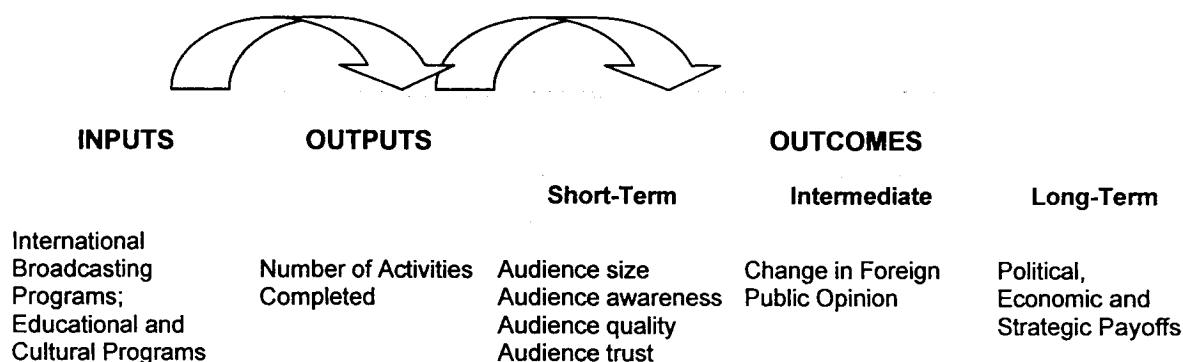 INPUTS
OUTPUTS
OUTCOMES
Short-Term
Intermediate
Long-Term
International
Broadcasting
Programs;
Educational and
Cultural Programs
Number of Activities
Completed
Audience size
Audience awareness
Audience quality
Audience trust
Change in Foreign
Public Opinion
Political,
Economic and
Strategic Payoffs